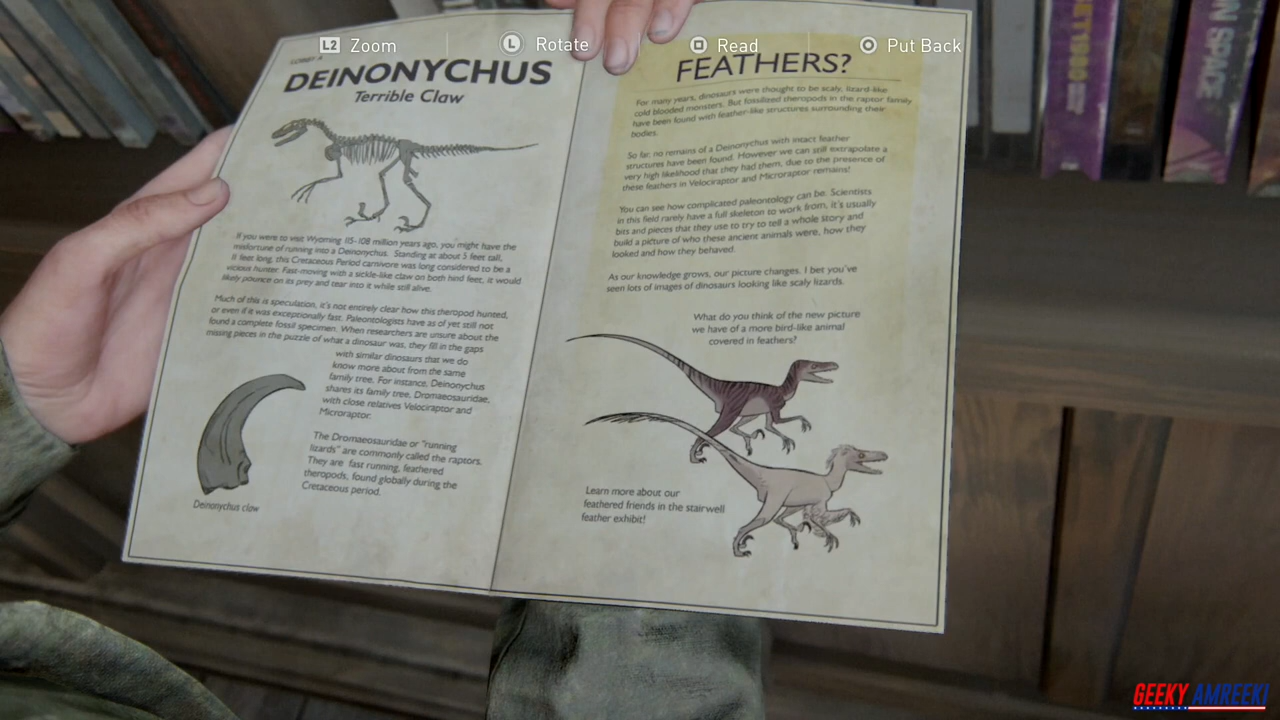 L2 Zoom
L Rotate
Read
Put Back
LOBBY A
DEINONYCHUS
Terrible Claw
If you were to visit Wyoming 115-108 million years ago, you might have the
misfortune of running into a Deinonychus. Standing at about 5 feet tall,
11 feet long, this Cretaceous Period carnivore was long considered to be a
vicious hunter. Fast-moving with a sickle-like claw on both hind feet, it would
likely pounce on its prey and tear into it while still alive.
Much of this is speculation, it's not entirely clear how this theropod hunted,
or even if it was exceptionally fast. Paleontologists have as of yet still not
found a complete fossil specimen. When researchers are unsure about the
missing pieces in the puzzle of what a dinosaur was, they fill in the gaps
with similar dinosaurs that we do
know more about from the same
family tree. For instance, Deinonychus
shares its family tree, Dromaeosauridae,
with close relatives Velociraptor and
Microraptor.
The Dromaeosauridae or "running
lizards" are commonly called the raptors.
They are fast running, feathered
theropods, found globally during the
Cretaceous period.
Deinonychus claw
FEATHERS?
For many years, dinosaurs were thought to be scaly, lizard-like
cold blooded monsters. But fossilized theropods in the raptor family
have been found with feather-like structures surrounding their
bodies.
So far, no remains of a Deinonychus with intact feather
structures have been found. However we can still extrapolate a
very high likelihood that they had them, due to the presence of
these feathers in Velociraptor and Microraptor remains!
You can see how complicated paleontology can be. Scientists
in this field rarely have a full skeleton to work from, it's usually
bits and pieces that they use to try to tell a whole story and
build a picture of who these ancient animals were, how they
looked and how they behaved.
As our knowledge grows, our picture changes. I bet you've
seen lots of images of dinosaurs looking like scaly lizards.
What do you think of the new picture
we have of a more bird-like animal
covered in feathers?
Learn more about our
feathered friends in the stairwell
feather exhibit!
GEEKY AMREEKI